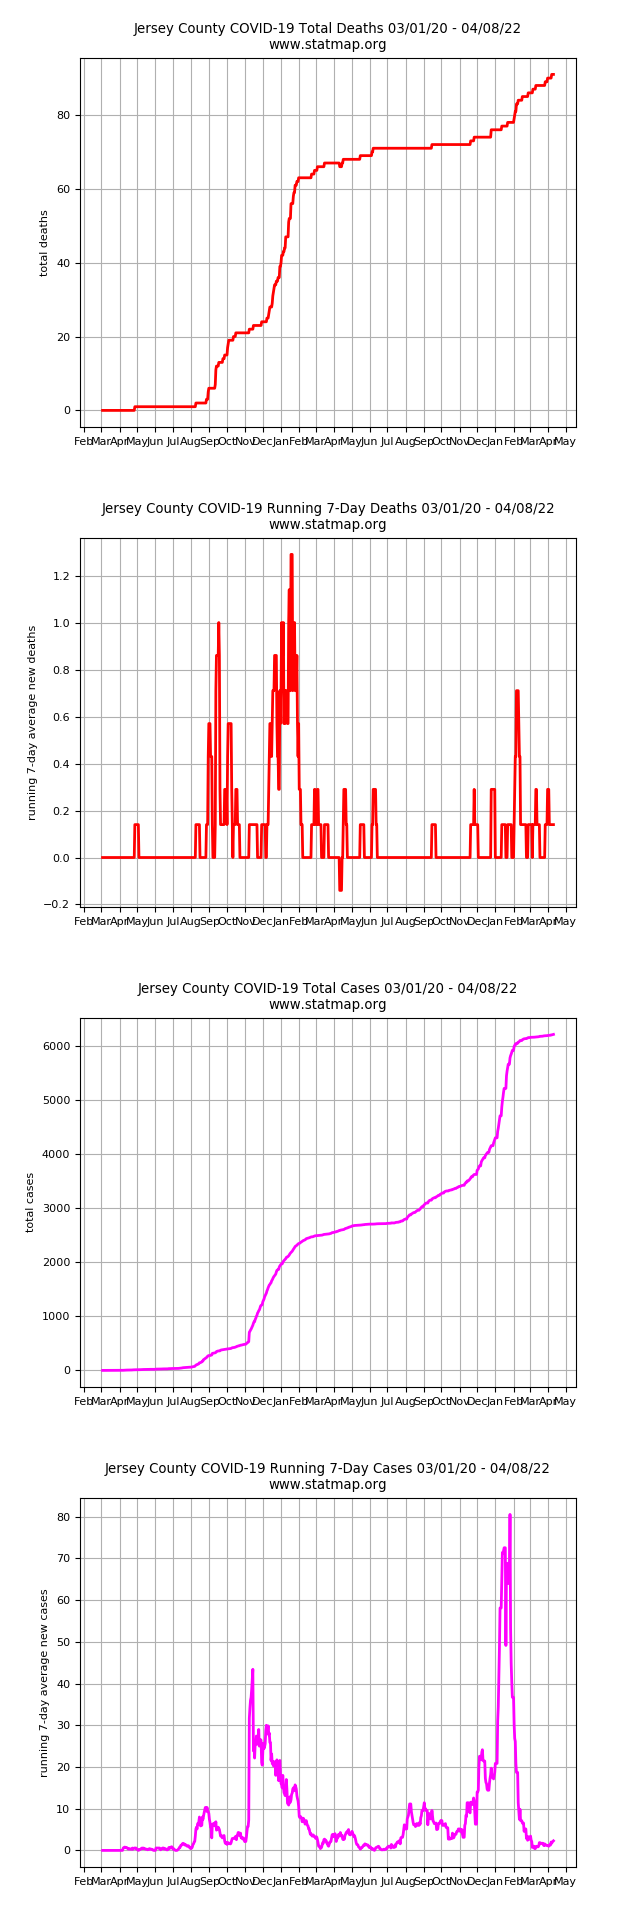 Jersey County COVID-19 Total Deaths 03/01/20 - 04/08/22
www.statmap.org
total deaths
80
60
40
20
0
Feb Mar Apr May Jun Jul Aug Sep Oct Nov Dec Jan Feb Mar Apr May Jun Jul Aug Sep Oct Nov Dec Jan Feb Mar Apr May
Jersey County COVID-19 Running 7-Day Deaths 03/01/20 - 04/08/22
www.statmap.org
running 7-day average new deaths
1.2
1.0
0.8
0.6
0.4
0.2
0.0
−0.2
Feb Mar Apr May Jun Jul Aug Sep Oct Nov Dec Jan Feb Mar Apr May Jun Jul Aug Sep Oct Nov Dec Jan Feb Mar Apr May
Jersey County COVID-19 Total Cases 03/01/20 - 04/08/22
www.statmap.org
total cases
6000
5000
4000
3000
2000
1000
0
Feb Mar Apr May Jun Jul Aug Sep Oct Nov Dec Jan Feb Mar Apr May Jun Jul Aug Sep Oct Nov Dec Jan Feb Mar Apr May
Jersey County COVID-19 Running 7-Day Cases 03/01/20 - 04/08/22
www.statmap.org
running 7-day average new cases
80
70
60
50
40
30
20
10
0
Feb Mar Apr May Jun Jul Aug Sep Oct Nov Dec Jan Feb Mar Apr May Jun Jul Aug Sep Oct Nov Dec Jan Feb Mar Apr May